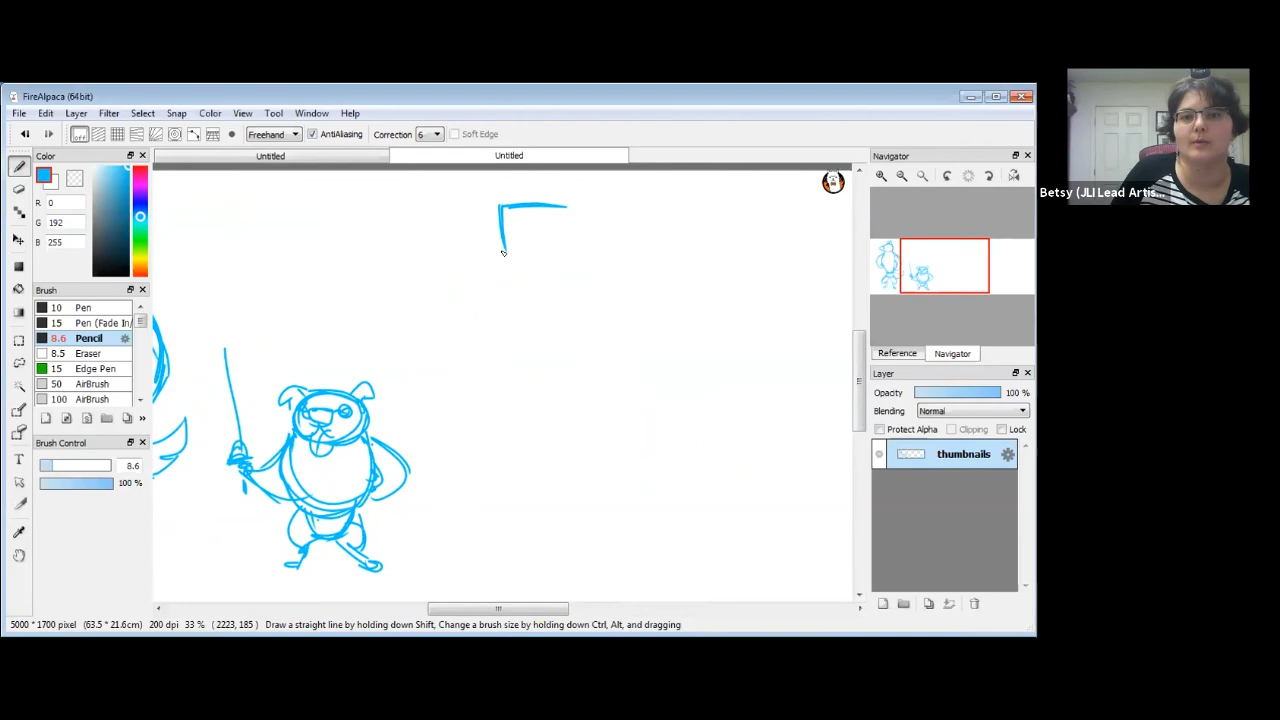 FireAlpaca (64bit)
File Edit Layer Filter Select Snap Color View Tool Window Help
off Freehand AntiAliasing Correction 6 Soft Edge
Color Untitled Untitled Navigator
R 0
G 192
B 255
Betsy (JLI Lead Artis...
Brush
10 Pen
15 Pen (Fade In/
8.6 Pencil
8.5 Eraser
15 Edge Pen
50 AirBrush
100 AirBrush
Reference Navigator
Layer
Opacity 100 %
Blending Normal
Protect Alpha Clipping Lock
Brush Control
thumbnails
8.6
100 %
5000 * 1700 pixel (63.5 * 21.6cm) 200 dpi 33 % ( 2223, 185 ) Draw a straight line by holding down Shift, Change a brush size by holding down Ctrl, Alt, and dragging